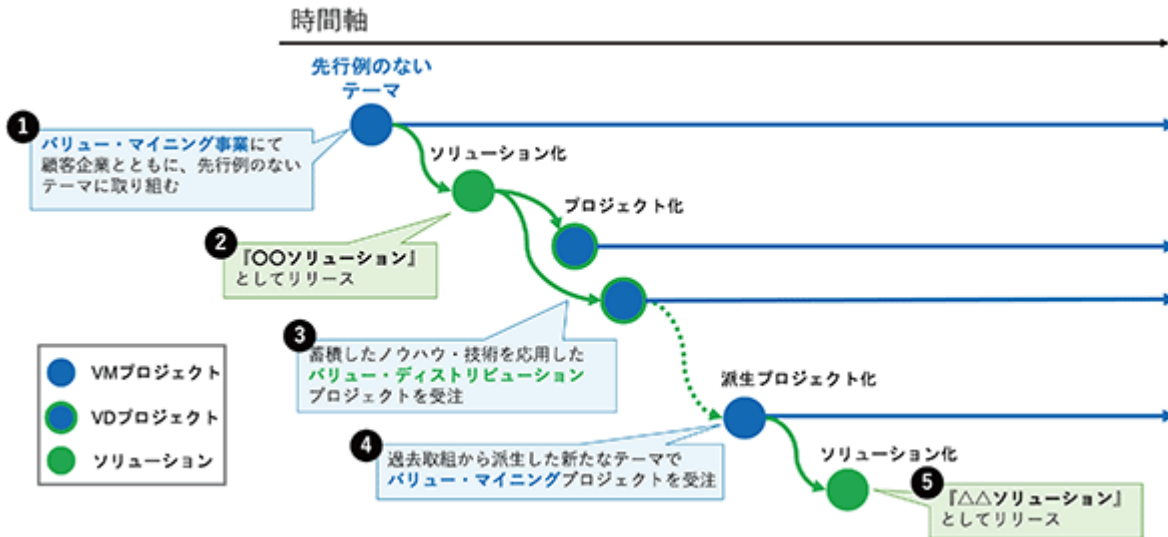 時間軸
先行例のない
テーマ
1
バリュー・マイニング事業にて
顧客企業とともに、先行例のない
テーマに取り組む
ソリューション化
プロジェクト化
2
『〇〇ソリューション』
としてリリース
3
蓄積したノウハウ・技術を応用した
バリュー・ディストリビューション
プロジェクトを受注
VMプロジェクト
VDプロジェクト
ソリューション
派生プロジェクト化
4
過去取組から派生した新たなテーマで
バリュー・マイニングプロジェクトを受注
ソリューション化
5
『△△ソリューション』
としてリリース